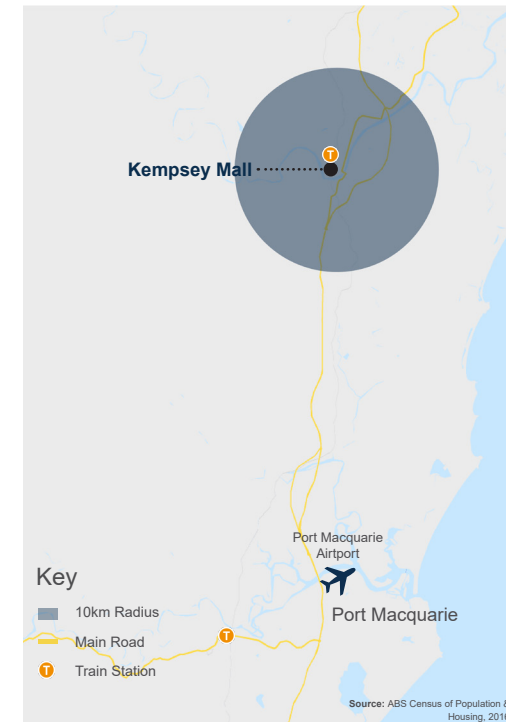 T
Kempsey Mall
Port Macquarie
Airtport
Port Macquarie
Key
10km Radius
Main Road
T
T Train Station
Source: ABS Census of Population &
Housing, 2016